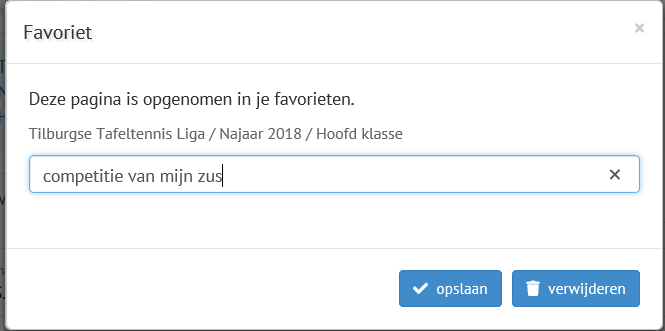 Favoriet
Deze pagina is opgenomen in je favorieten.
Tilburgse Tafeltennis Liga / Najaar 2018 / Hoofd klasse
competitie van mijn zus
opslaan verwijderen